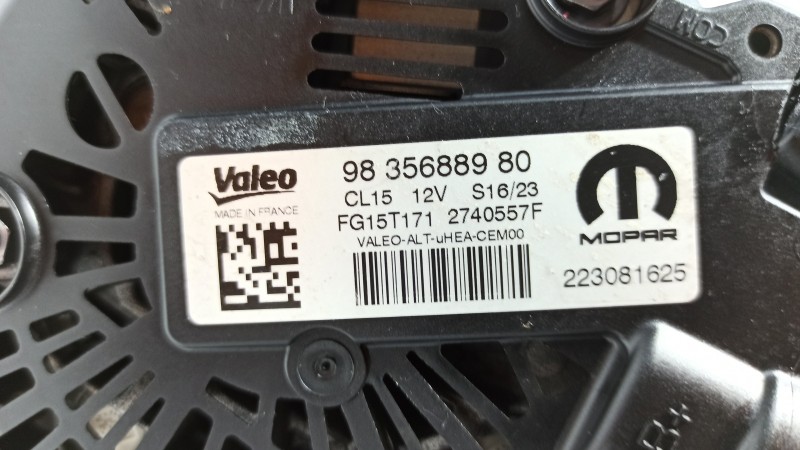 COM
Valeo
MADE IN FRANCE
98 356889 80
CL15 12V S16/23
FG15T171 2740557F
VALEO-ALT-uHEA-CEM00
MOPAR
223081625
B+